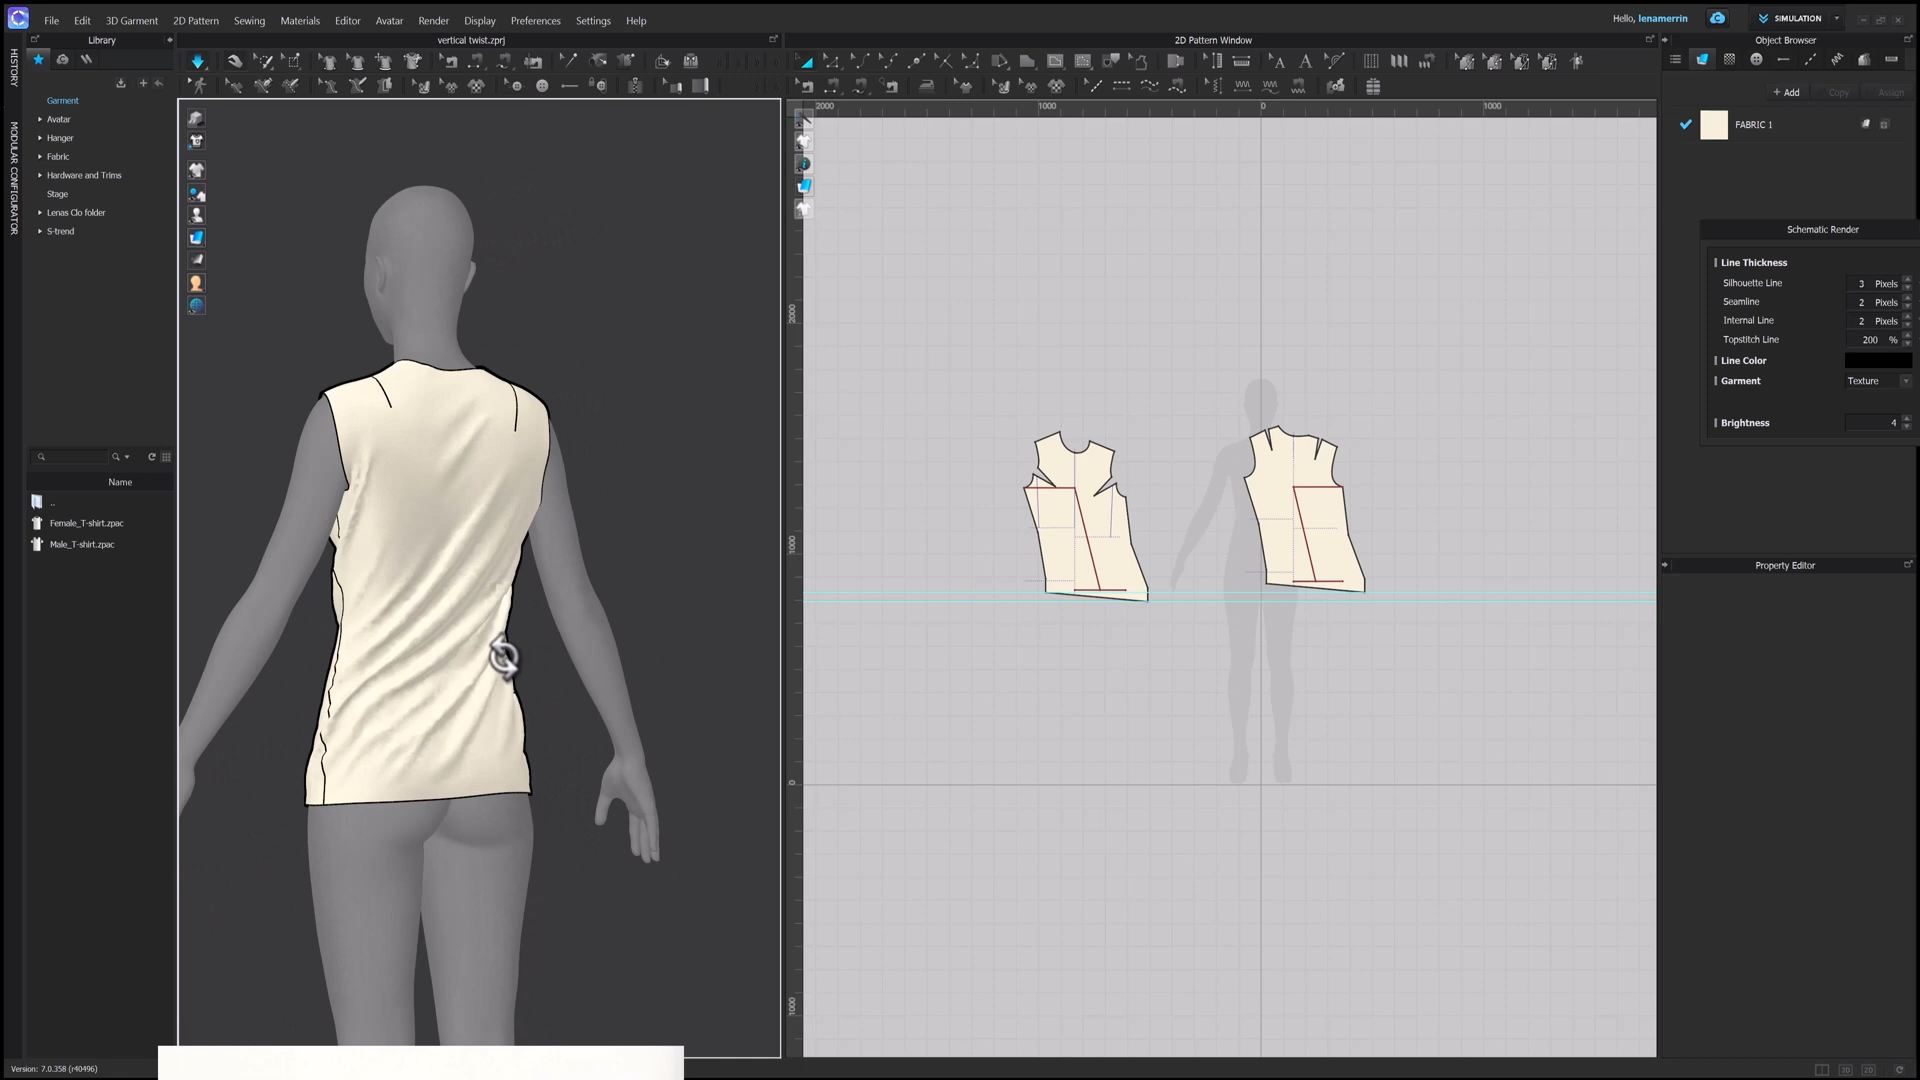 File Edit 3D Garment 2D Pattern Sewing Materials Editor Avatar Render Display Preferences Settings Help
Hello, lenamerrin
SIMULATION
Library
vertical twist.zprj
2D Pattern Window
Object Browser
HISTORY
MODULAR CONFIGURATOR
Garment
Avatar
Hanger
Fabric
Hardware and Trims
Stage
Lenas Clo folder
S-trend
Name
..
Female_T-shirt.zpac
Male_T-shirt.zpac
2000
1000
0
1000
2000
1000
0
1000
+ Add
Copy
Assign
FABRIC 1
Schematic Render
Line Thickness
Silhouette Line 3 Pixels
Seamline 2 Pixels
Internal Line 2 Pixels
Topstitch Line 200 %
Line Color
Garment Texture
Brightness 4
Property Editor
Version: 7.0.358 (r40496)
3D
2D